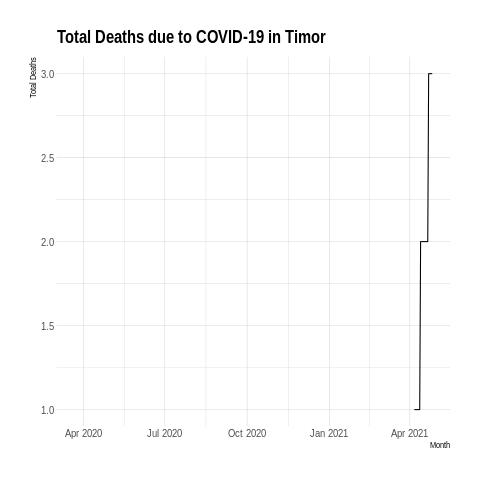 Total Deaths due to COVID-19 in Timor
Total Deaths
3.0
2.5
2.0
1.5
1.0
Apr 2020 Jul 2020 Oct 2020 Jan 2021 Apr 2021
Month